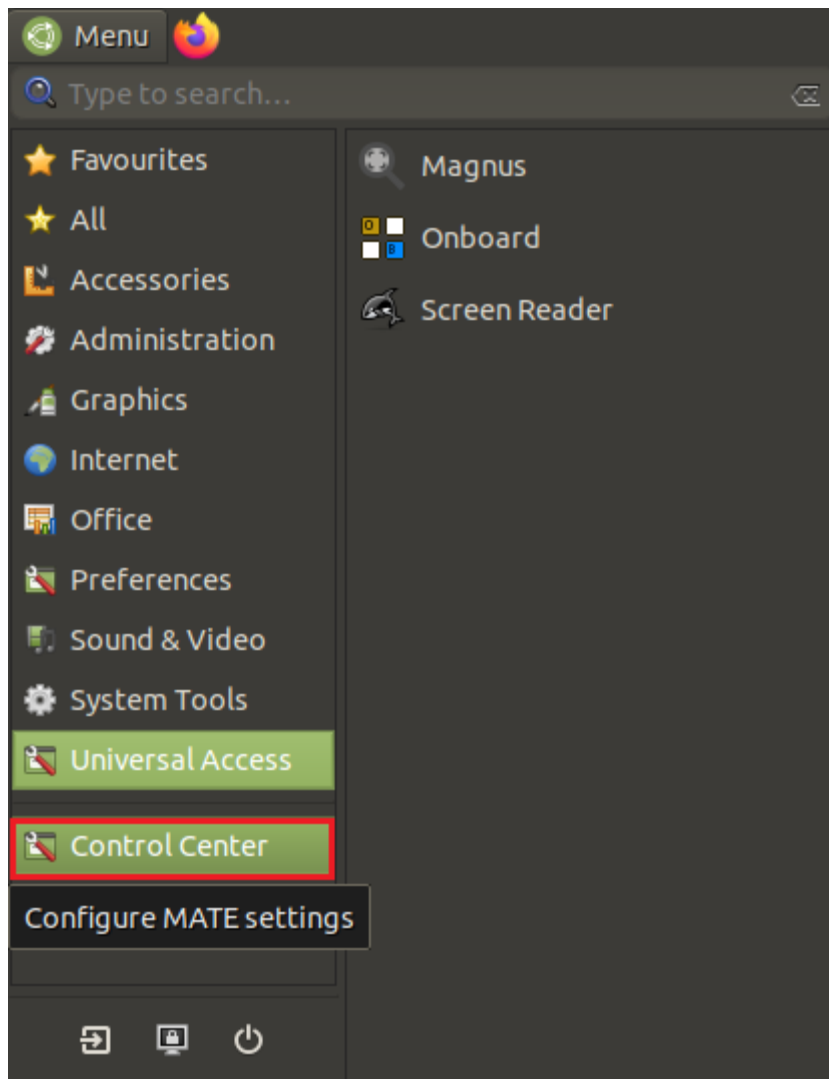 Menu
Type to search...
Favourites
All
Accessories
Administration
Graphics
Internet
Office
Preferences
Sound & Video
System Tools
Universal Access
Control Center
Configure MATE settings
Magnus
Onboard
Screen Reader